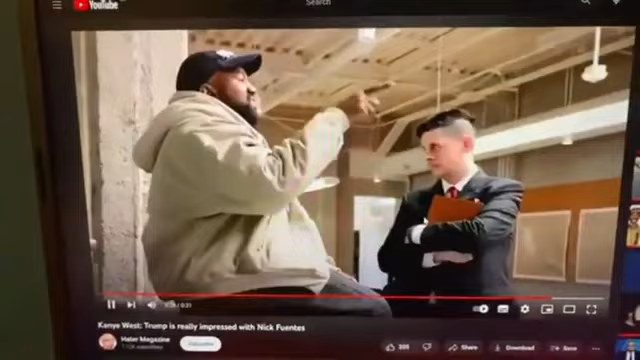 YouTube
Search
Kanye West: Trump is really impressed with Nick Fuentes
Hater Magazine
Subscribe
Share
Download
Save